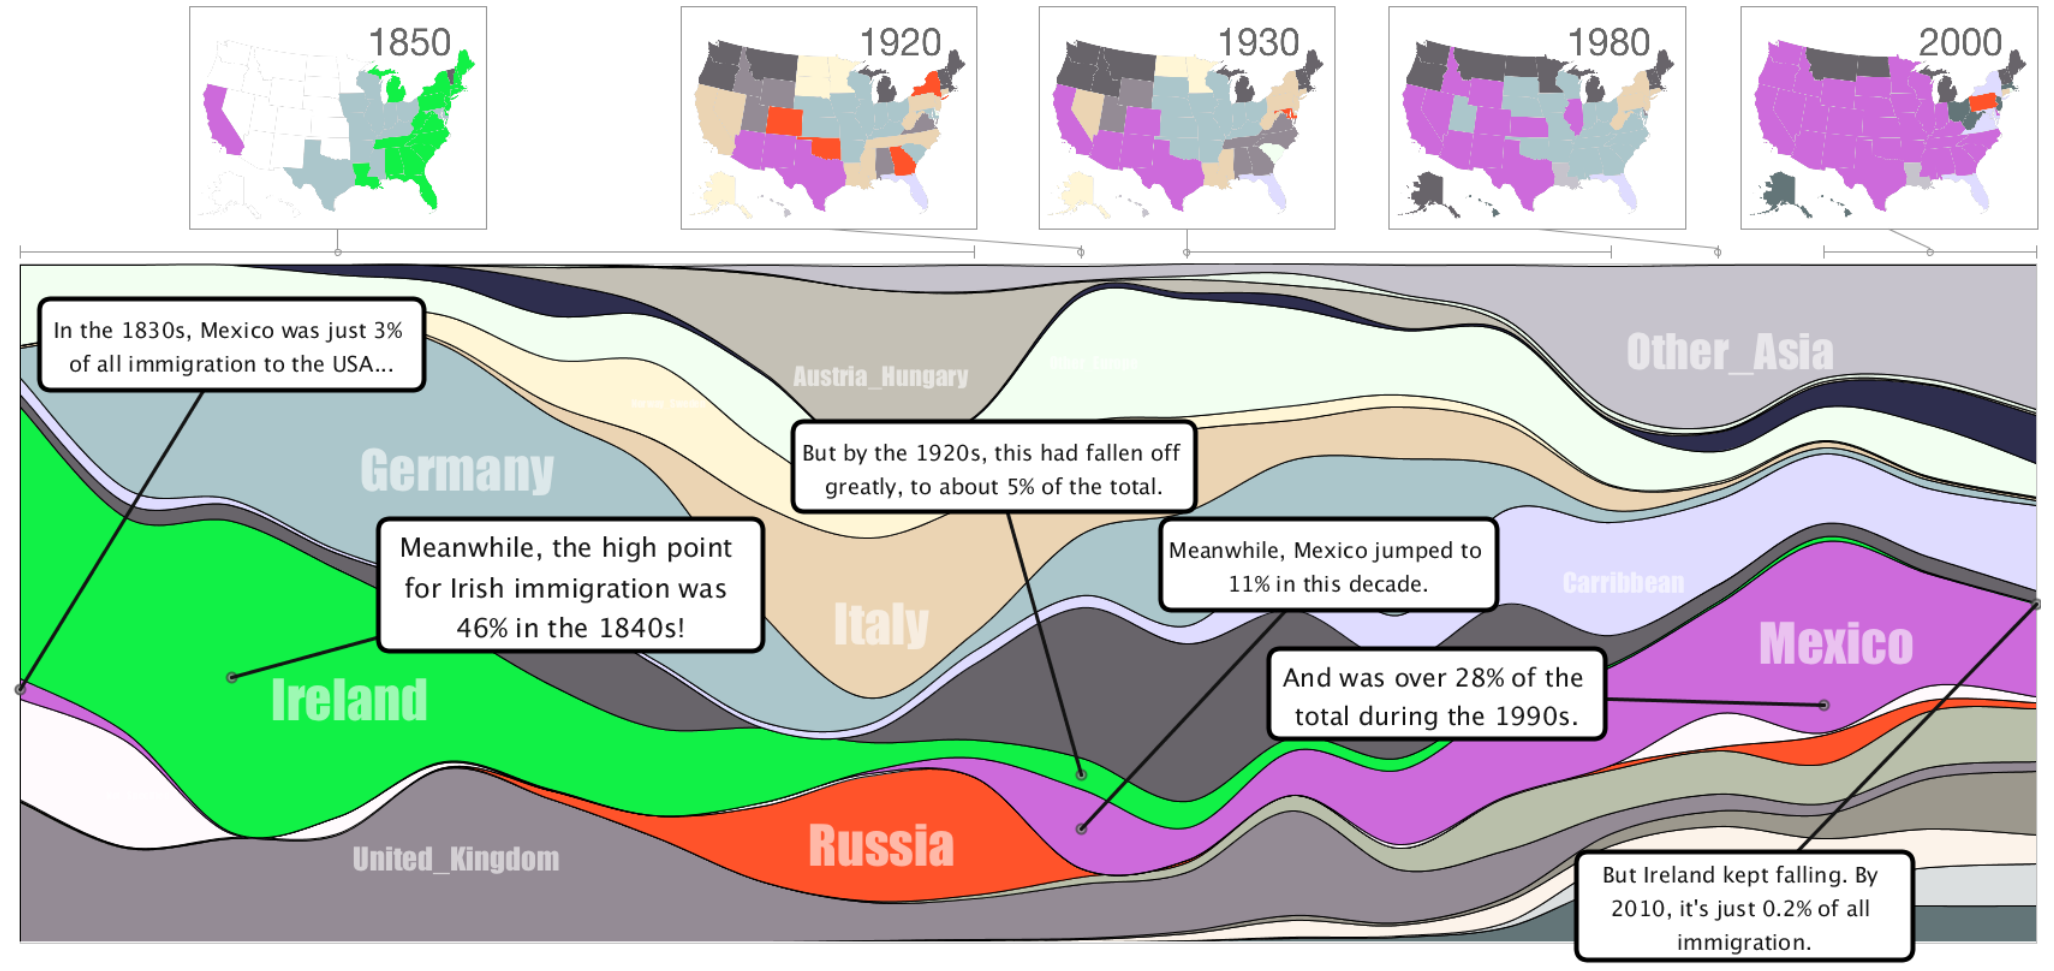 1850
1920
1930
1980
2000
In the 1830s, Mexico was just 3%
of all immigration to the USA...
Other_Asia
Austria_Hungary
Germany
But by the 1920s, this had fallen off
greatly, to about 5% of the total.
Meanwhile, the high point
for Irish immigration was
46% in the 1840s!
Meanwhile, Mexico jumped to
11% in this decade.
Carribbean
Italy
Mexico
Ireland
And was over 28% of the
total during the 1990s.
Russia
United_Kingdom
But Ireland kept falling. By
2010, it's just 0.2% of all
immigration.